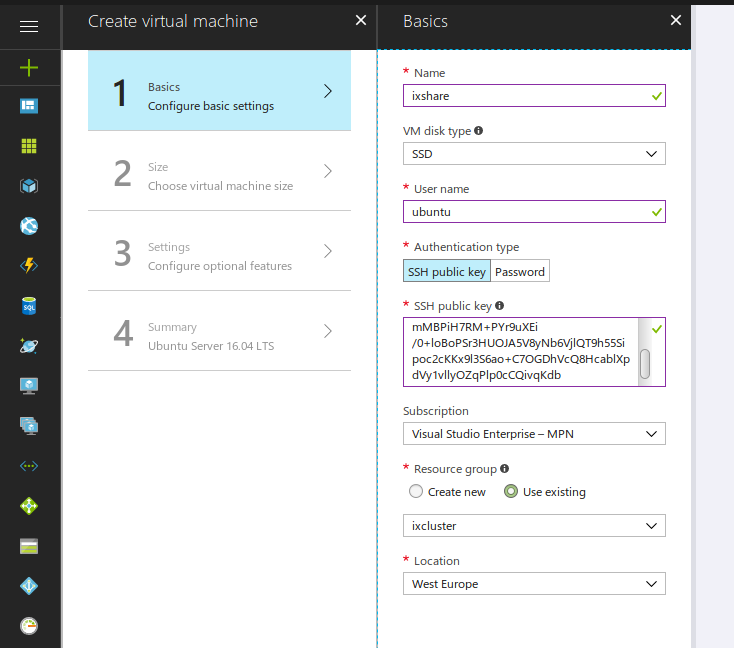 Create virtual machine
1
Basics
Configure basic settings
2
Size
Choose virtual machine size
3
Settings
Configure optional features
4
Summary
Ubuntu Server 16.04 LTS
Basics
* Name
ixshare
VM disk type
SSD
* User name
ubuntu
* Authentication type
SSH public key Password
* SSH public key
mMBPiH7RM+PYr9uXEi
/0+loBoPSr3HUOJA5V8yNb6VjlQT9h55Si
poc2cKKx9l3S6ao+C7OGDhVcQ8HcablXp
dVy1vllyOZqPlp0cCQivqKdb
Subscription
Visual Studio Enterprise – MPN
* Resource group
Create new Use existing
ixcluster
* Location
West Europe
SQL